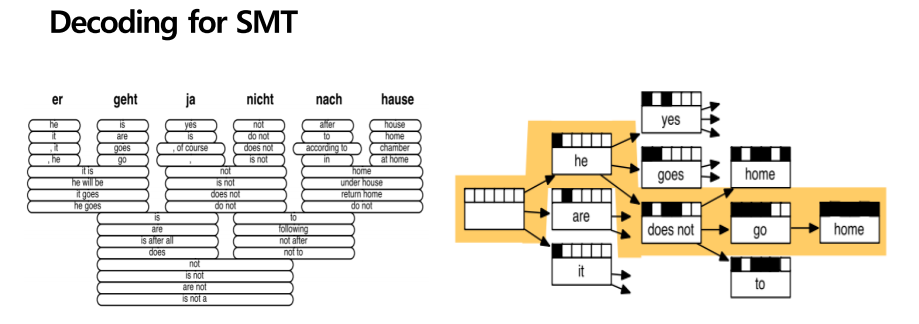 Decoding for SMT
er geht ja nicht nach hause
he is yes not after house
it are is do not to home
, it goes , of course does not according to chamber
, he go , is not in at home
it is not home
he will be is not under house
it goes does not return home
he goes do not do not
is to
are following
is after all not after
does not to
not
is not
are not
is not a
yes
he
goes home
are does not go home
it to